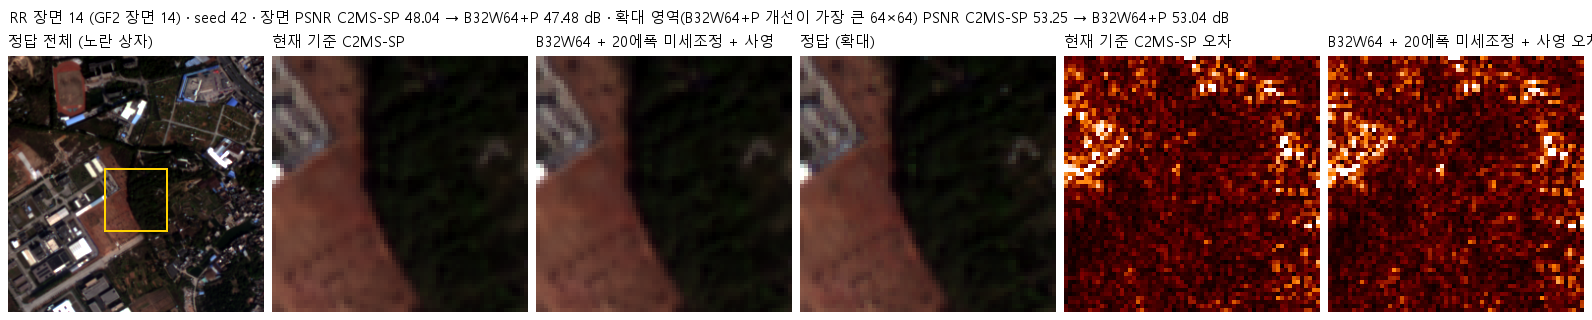 RR 장면 14 (GF2 장면 14) · seed 42 · 장면 PSNR C2MS-SP 48.04 → B32W64+P 47.48 dB · 확대 영역(B32W64+P 개선이 가장 큰 64×64) PSNR C2MS-SP 53.25 → B32W64+P 53.04 dB
정답 전체 (노란 상자)
현재 기준 C2MS-SP
B32W64 + 20에폭 미세조정 + 사영
정답 (확대)
현재 기준 C2MS-SP 오차
B32W64 + 20에폭 미세조정 + 사영 오차